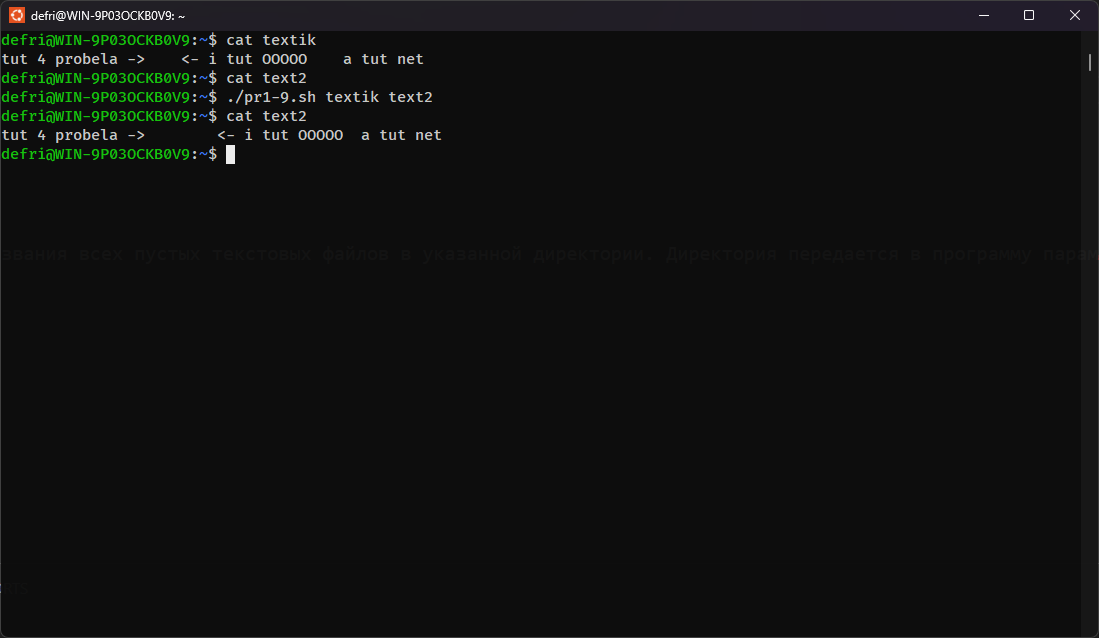 defri@WIN-9P03OCKB0V9: ~
defri@WIN-9P03OCKB0V9:~$ cat textik
tut 4 probela ->    <- i tut OOOOO    a tut net
defri@WIN-9P03OCKB0V9:~$ cat text2
defri@WIN-9P03OCKB0V9:~$ ./pr1-9.sh textik text2
defri@WIN-9P03OCKB0V9:~$ cat text2
tut 4 probela ->        <- i tut OOOOO  a tut net
defri@WIN-9P03OCKB0V9:~$
звания всех пустых текстовых файлов в указанной директории. Директория передается в программу парам